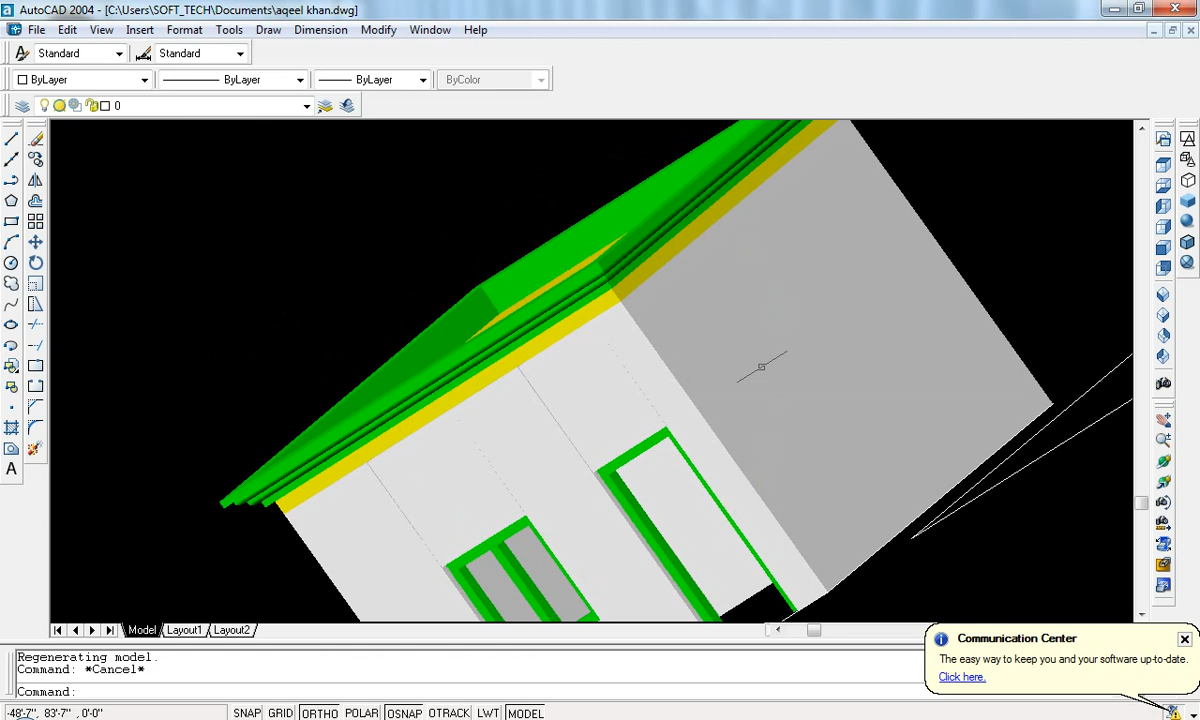 AutoCAD 2004 - [C:\Users\SOFT_TECH\Documents\aqeel khan.dwg]
File Edit View Insert Format Tools Draw Dimension Modify Window Help
Standard Standard
ByLayer ByLayer ByLayer ByColor
0
A
Model Layout1 Layout2
Regenerating model.
Command: *Cancel*
Command:
Communication Center
The easy way to keep you and your software up-to-date.
Click here.
-48'-7", 83'-7" , 0'-0" SNAP GRID ORTHO POLAR OSNAP OTRACK LWT MODEL